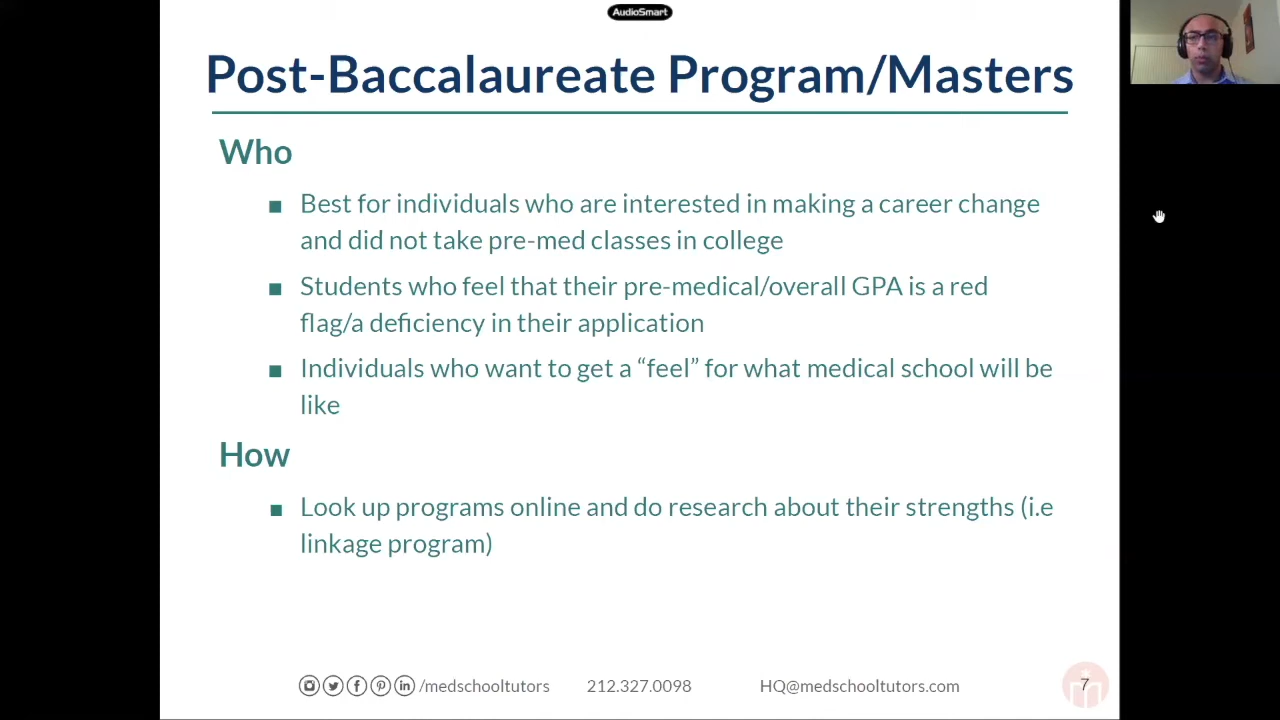 AudioSmart
Post-Baccalaureate Program/Masters
Who
■ Best for individuals who are interested in making a career change
and did not take pre-med classes in college
■ Students who feel that their pre-medical/overall GPA is a red
flag/a deficiency in their application
■ Individuals who want to get a “feel” for what medical school will be
like
How
■ Look up programs online and do research about their strengths (i.e
linkage program)
/medschooltutors 212.327.0098 HQ@medschooltutors.com 7